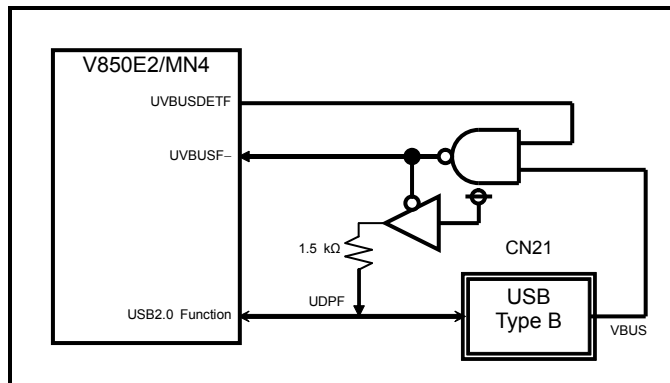 V850E2/MN4
UVBUSDETF
UVBUSF−
1.5 kΩ
CN21
UDPF
USB2.0 Function
USB
Type B
VBUS